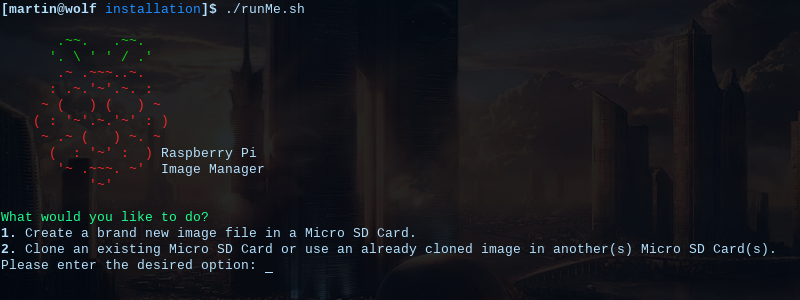 [martin@wolf installation]$ ./runMe.sh
Raspberry Pi
Image Manager
What would you like to do?
1. Create a brand new image file in a Micro SD Card.
2. Clone an existing Micro SD Card or use an already cloned image in another(s) Micro SD Card(s).
Please enter the desired option: _